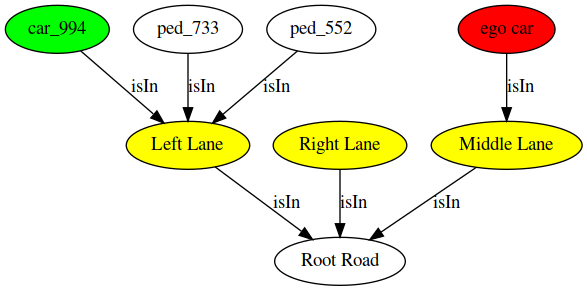 car_994
ped_733
ped_552
ego car
isIn
isIn
isIn
isIn
Left Lane
Right Lane
Middle Lane
isIn
isIn
isIn
Root Road